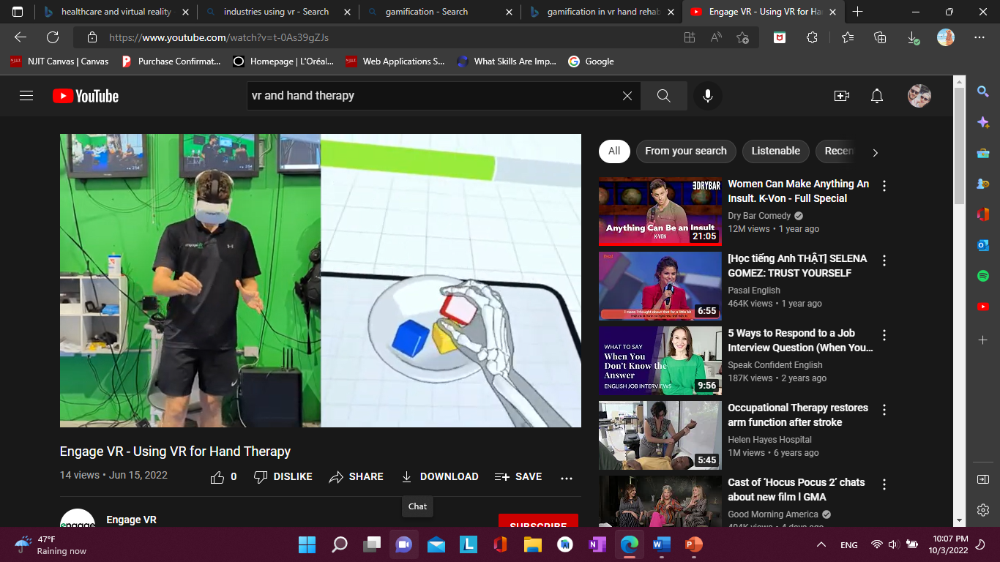 healthcare and virtual reality
industries using vr - Search
gamification - Search
gamification in vr hand rehab
Engage VR - Using VR for Ha
https://www.youtube.com/watch?v=t-0As39gZJs
NJIT Canvas | Canvas
Purchase Confirmat...
Homepage | L'Oréal...
Web Applications S...
What Skills Are Imp...
Google
YouTube
vr and hand therapy
All
From your search
Listenable
Recen
DRYBAR
Anything Can Be an Insult
K-VON
21:05
Women Can Make Anything An
Insult. K-Von - Full Special
Dry Bar Comedy
12M views • 1 year ago
Pasal
I mean I thought about that for a little bit
6:55
[Học tiếng Anh THẬT] SELENA
GOMEZ: TRUST YOURSELF
Pasal English
464K views • 1 year ago
WHAT TO SAY
When You
Don't Know the
Answer
ENGLISH JOB INTERVIEWS
9:56
5 Ways to Respond to a Job
Interview Question (When You...
Speak Confident English
187K views • 2 years ago
5:45
Occupational Therapy restores
arm function after stroke
Helen Hayes Hospital
1M views • 6 years ago
Cast of ‘Hocus Pocus 2’ chats
about new film l GMA
Good Morning America
Engage VR - Using VR for Hand Therapy
14 views • Jun 15, 2022
0
DISLIKE
SHARE
DOWNLOAD
SAVE
Chat
Engage VR
SUBSCRIBE
47°F
Raining now
ENG
10:07 PM
10/3/2022